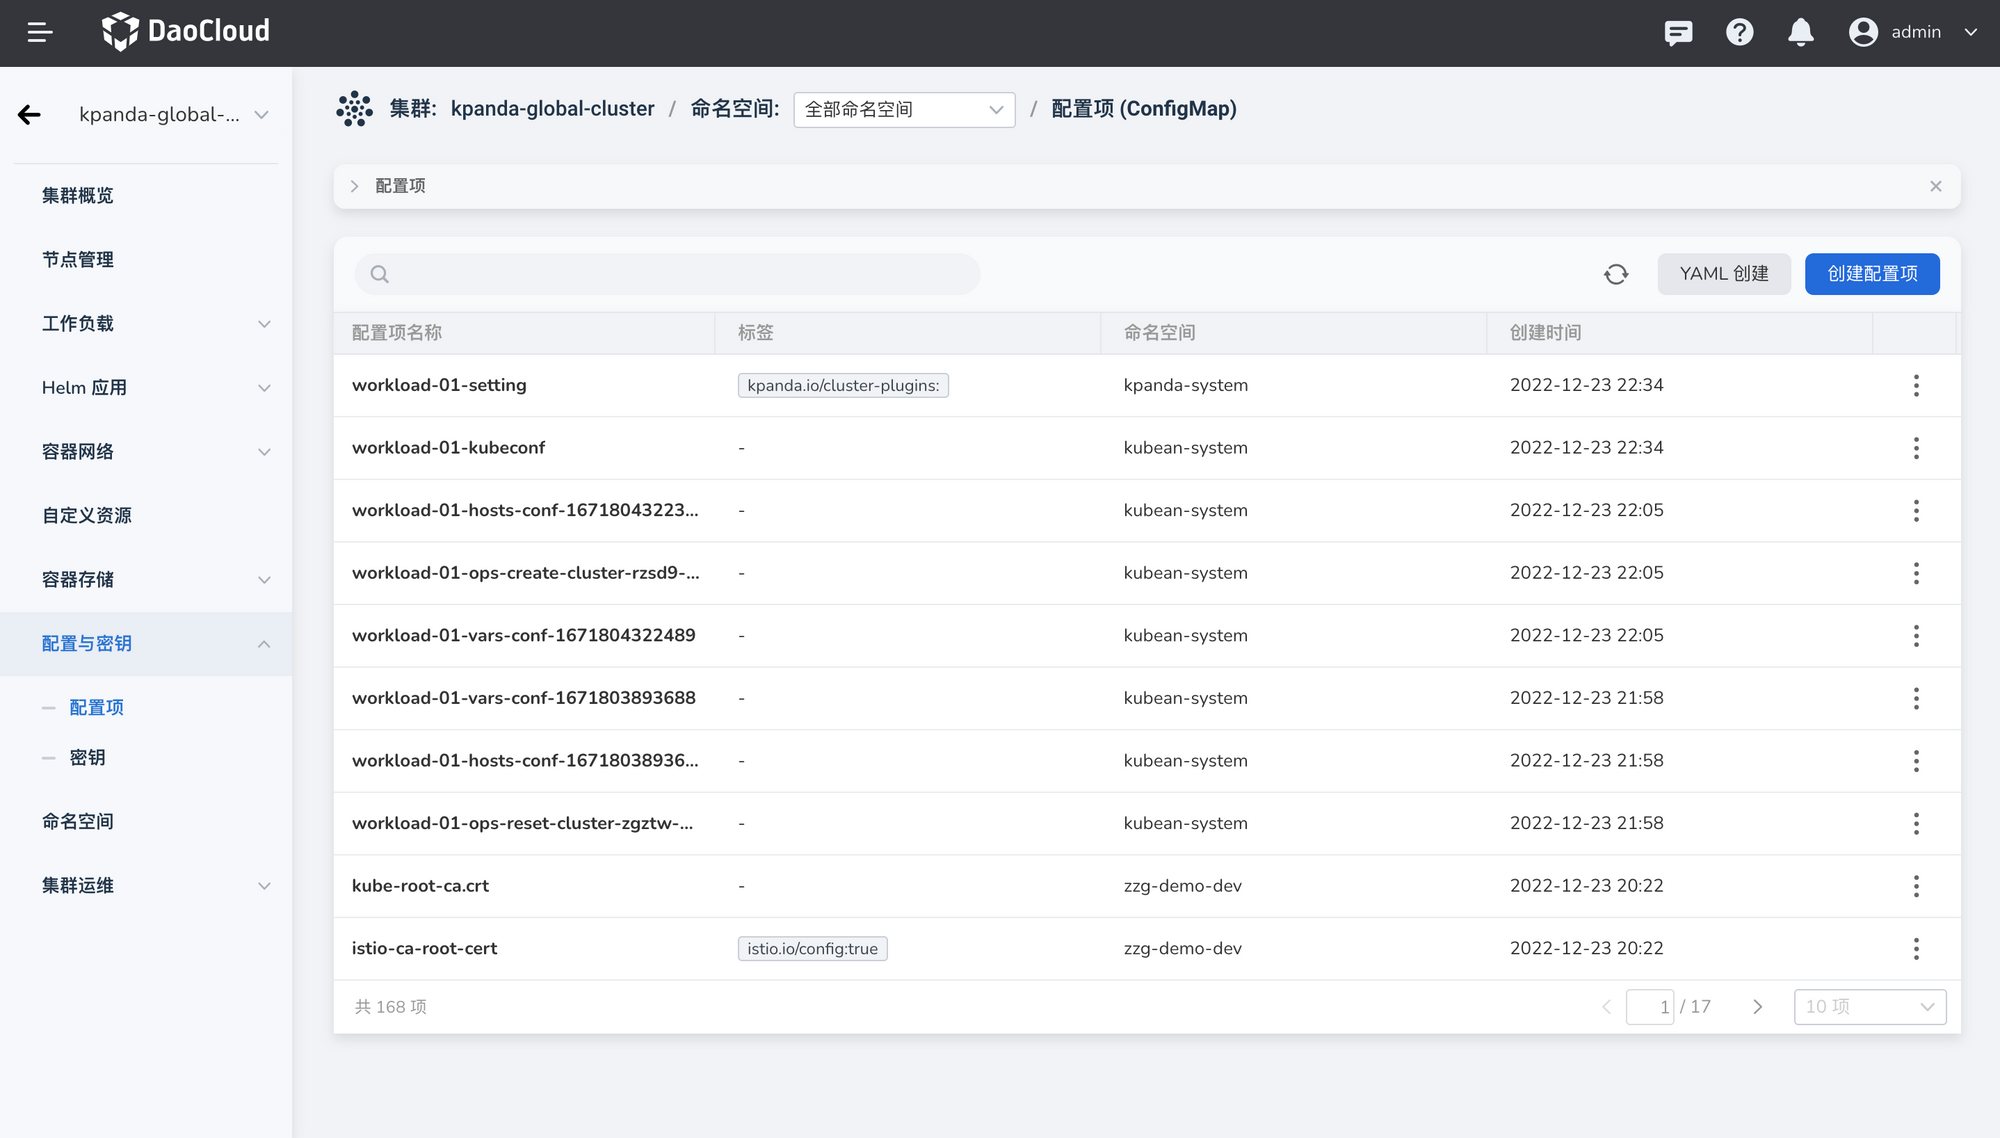 DaoCloud
admin
kpanda-global-...
集群: kpanda-global-cluster / 命名空间: 全部命名空间 / 配置项 (ConfigMap)
集群概览
节点管理
工作负载
Helm 应用
容器网络
自定义资源
容器存储
配置与密钥
配置项
密钥
命名空间
集群运维
配置项
YAML 创建
创建配置项
配置项名称 标签 命名空间 创建时间
workload-01-setting kpanda.io/cluster-plugins: kpanda-system 2022-12-23 22:34
workload-01-kubeconf - kubean-system 2022-12-23 22:34
workload-01-hosts-conf-16718043223... - kubean-system 2022-12-23 22:05
workload-01-ops-create-cluster-rzsd9-... - kubean-system 2022-12-23 22:05
workload-01-vars-conf-1671804322489 - kubean-system 2022-12-23 22:05
workload-01-vars-conf-1671803893688 - kubean-system 2022-12-23 21:58
workload-01-hosts-conf-16718038936... - kubean-system 2022-12-23 21:58
workload-01-ops-reset-cluster-zgztw-... - kubean-system 2022-12-23 21:58
kube-root-ca.crt - zzg-demo-dev 2022-12-23 20:22
istio-ca-root-cert istio.io/config:true zzg-demo-dev 2022-12-23 20:22
共 168 项
1 / 17
10 项